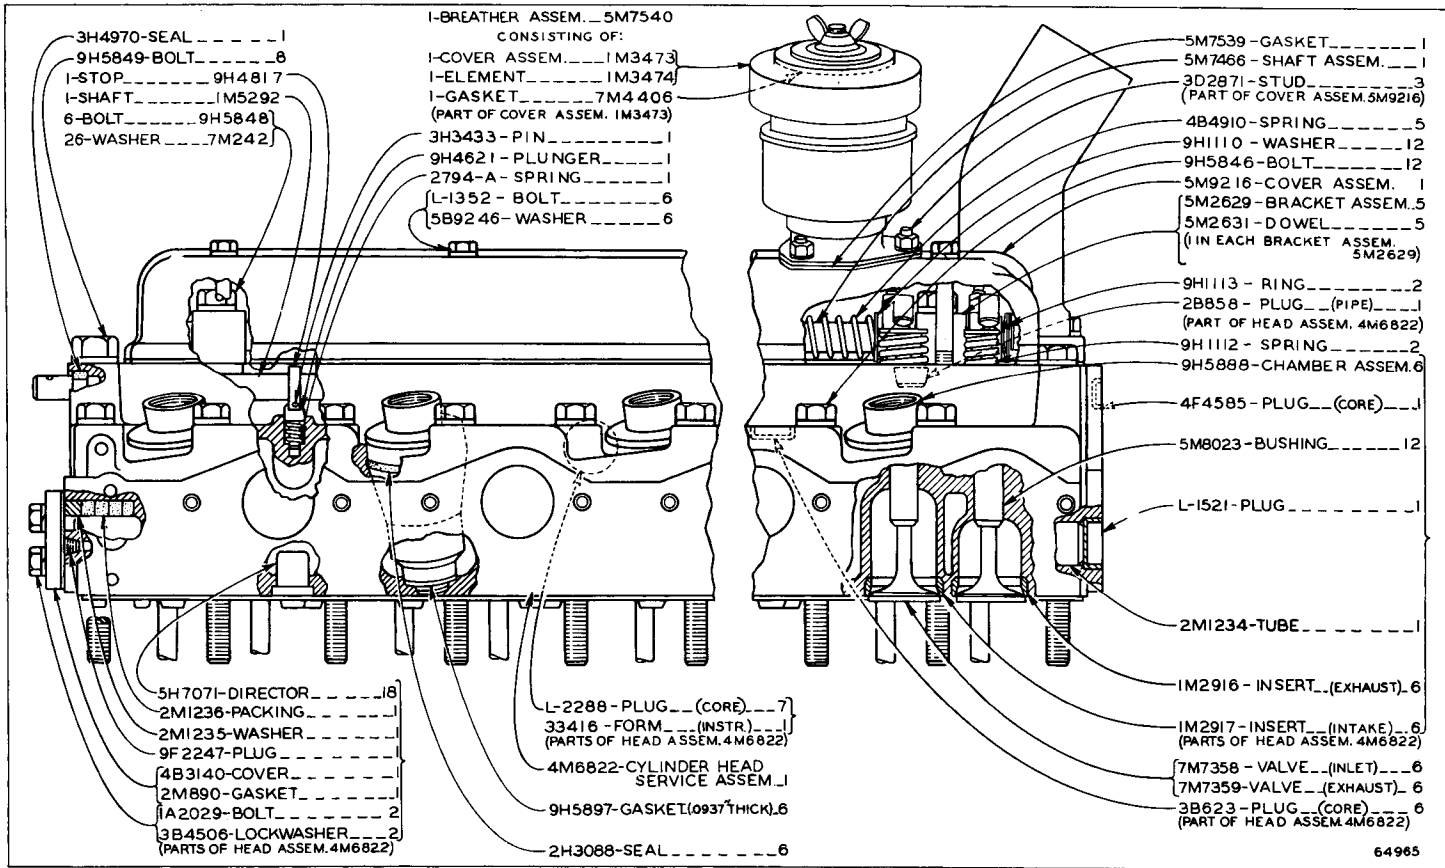 3H4970-SEAL 1
9H5849-BOLT 8
1-STOP 9H4817
1-SHAFT 1M5292
6-BOLT 9H5848
26-WASHER 7M242
1-BREATHER ASSEM. 5M7540
CONSISTING OF:
1-COVER ASSEM. 1M3473
1-ELEMENT 1M3474
1-GASKET 7M4406
(PART OF COVER ASSEM. 1M3473)
3H3433-PIN 1
9H4621-PLUNGER 1
2794-A-SPRING 1
L-1352-BOLT 6
5B9246-WASHER 6
5M7539-GASKET 1
5M7466-SHAFT ASSEM. 1
3D2871-STUD 3
(PART OF COVER ASSEM. 5M9216)
4B4910-SPRING 5
9H1110-WASHER 12
9H5846-BOLT 12
5M9216-COVER ASSEM. 1
5M2629-BRACKET ASSEM. 5
5M2631-DOWEL 5
(1 IN EACH BRACKET ASSEM.
5M2629)
9H1113-RING 2
2B858-PLUG (PIPE) 1
(PART OF HEAD ASSEM. 4M6822)
9H1112-SPRING 2
9H5888-CHAMBER ASSEM. 6
4F4585-PLUG (CORE) 1
5M8023-BUSHING 12
L-1521-PLUG 1
2M1234-TUBE 1
1M2916-INSERT (EXHAUST) 6
1M2917-INSERT (INTAKE) 6
(PARTS OF HEAD ASSEM. 4M6822)
7M7358-VALVE (INLET) 6
7M7359-VALVE (EXHAUST) 6
3B623-PLUG (CORE) 6
(PART OF HEAD ASSEM. 4M6822)
5H7071-DIRECTOR 18
2M1236-PACKING 1
2M1235-WASHER 1
9F2247-PLUG 1
4B3140-COVER 1
2M890-GASKET 1
1A2029-BOLT 2
3B4506-LOCKWASHER 2
(PARTS OF HEAD ASSEM. 4M6822)
L-2288-PLUG (CORE) 7
33416-FORM (INSTR.) 1
(PARTS OF HEAD ASSEM. 4M6822)
4M6822-CYLINDER HEAD
SERVICE ASSEM. 1
9H5897-GASKET (.0937" THICK) 6
2H3088-SEAL 6
64965